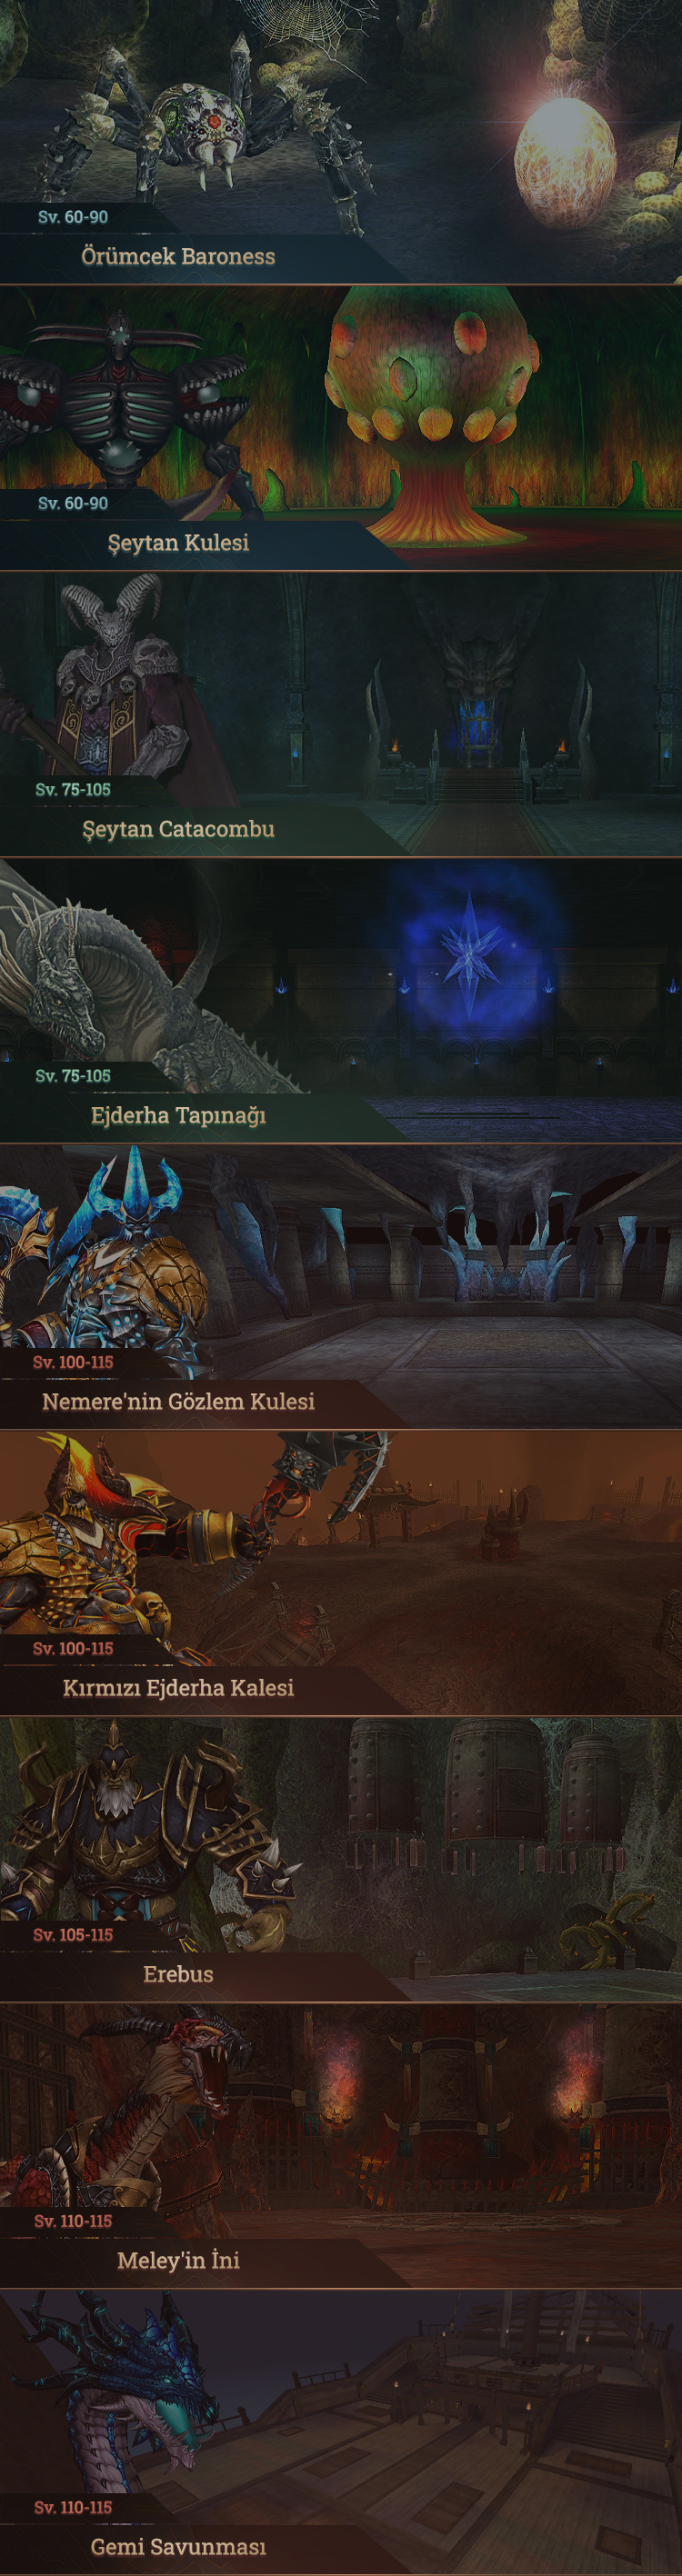 Sv. 60-90
Örümcek Baroness
Sv. 60-90
Şeytan Kulesi
Sv. 75-105
Şeytan Catacombu
Sv. 75-105
Ejderha Tapınağı
Sv. 100-115
Nemere'nin Gözlem Kulesi
Sv. 100-115
Kırmızı Ejderha Kalesi
Sv. 105-115
Erebus
Sv. 110-115
Meley'in İni
Sv. 110-115
Gemi Savunması